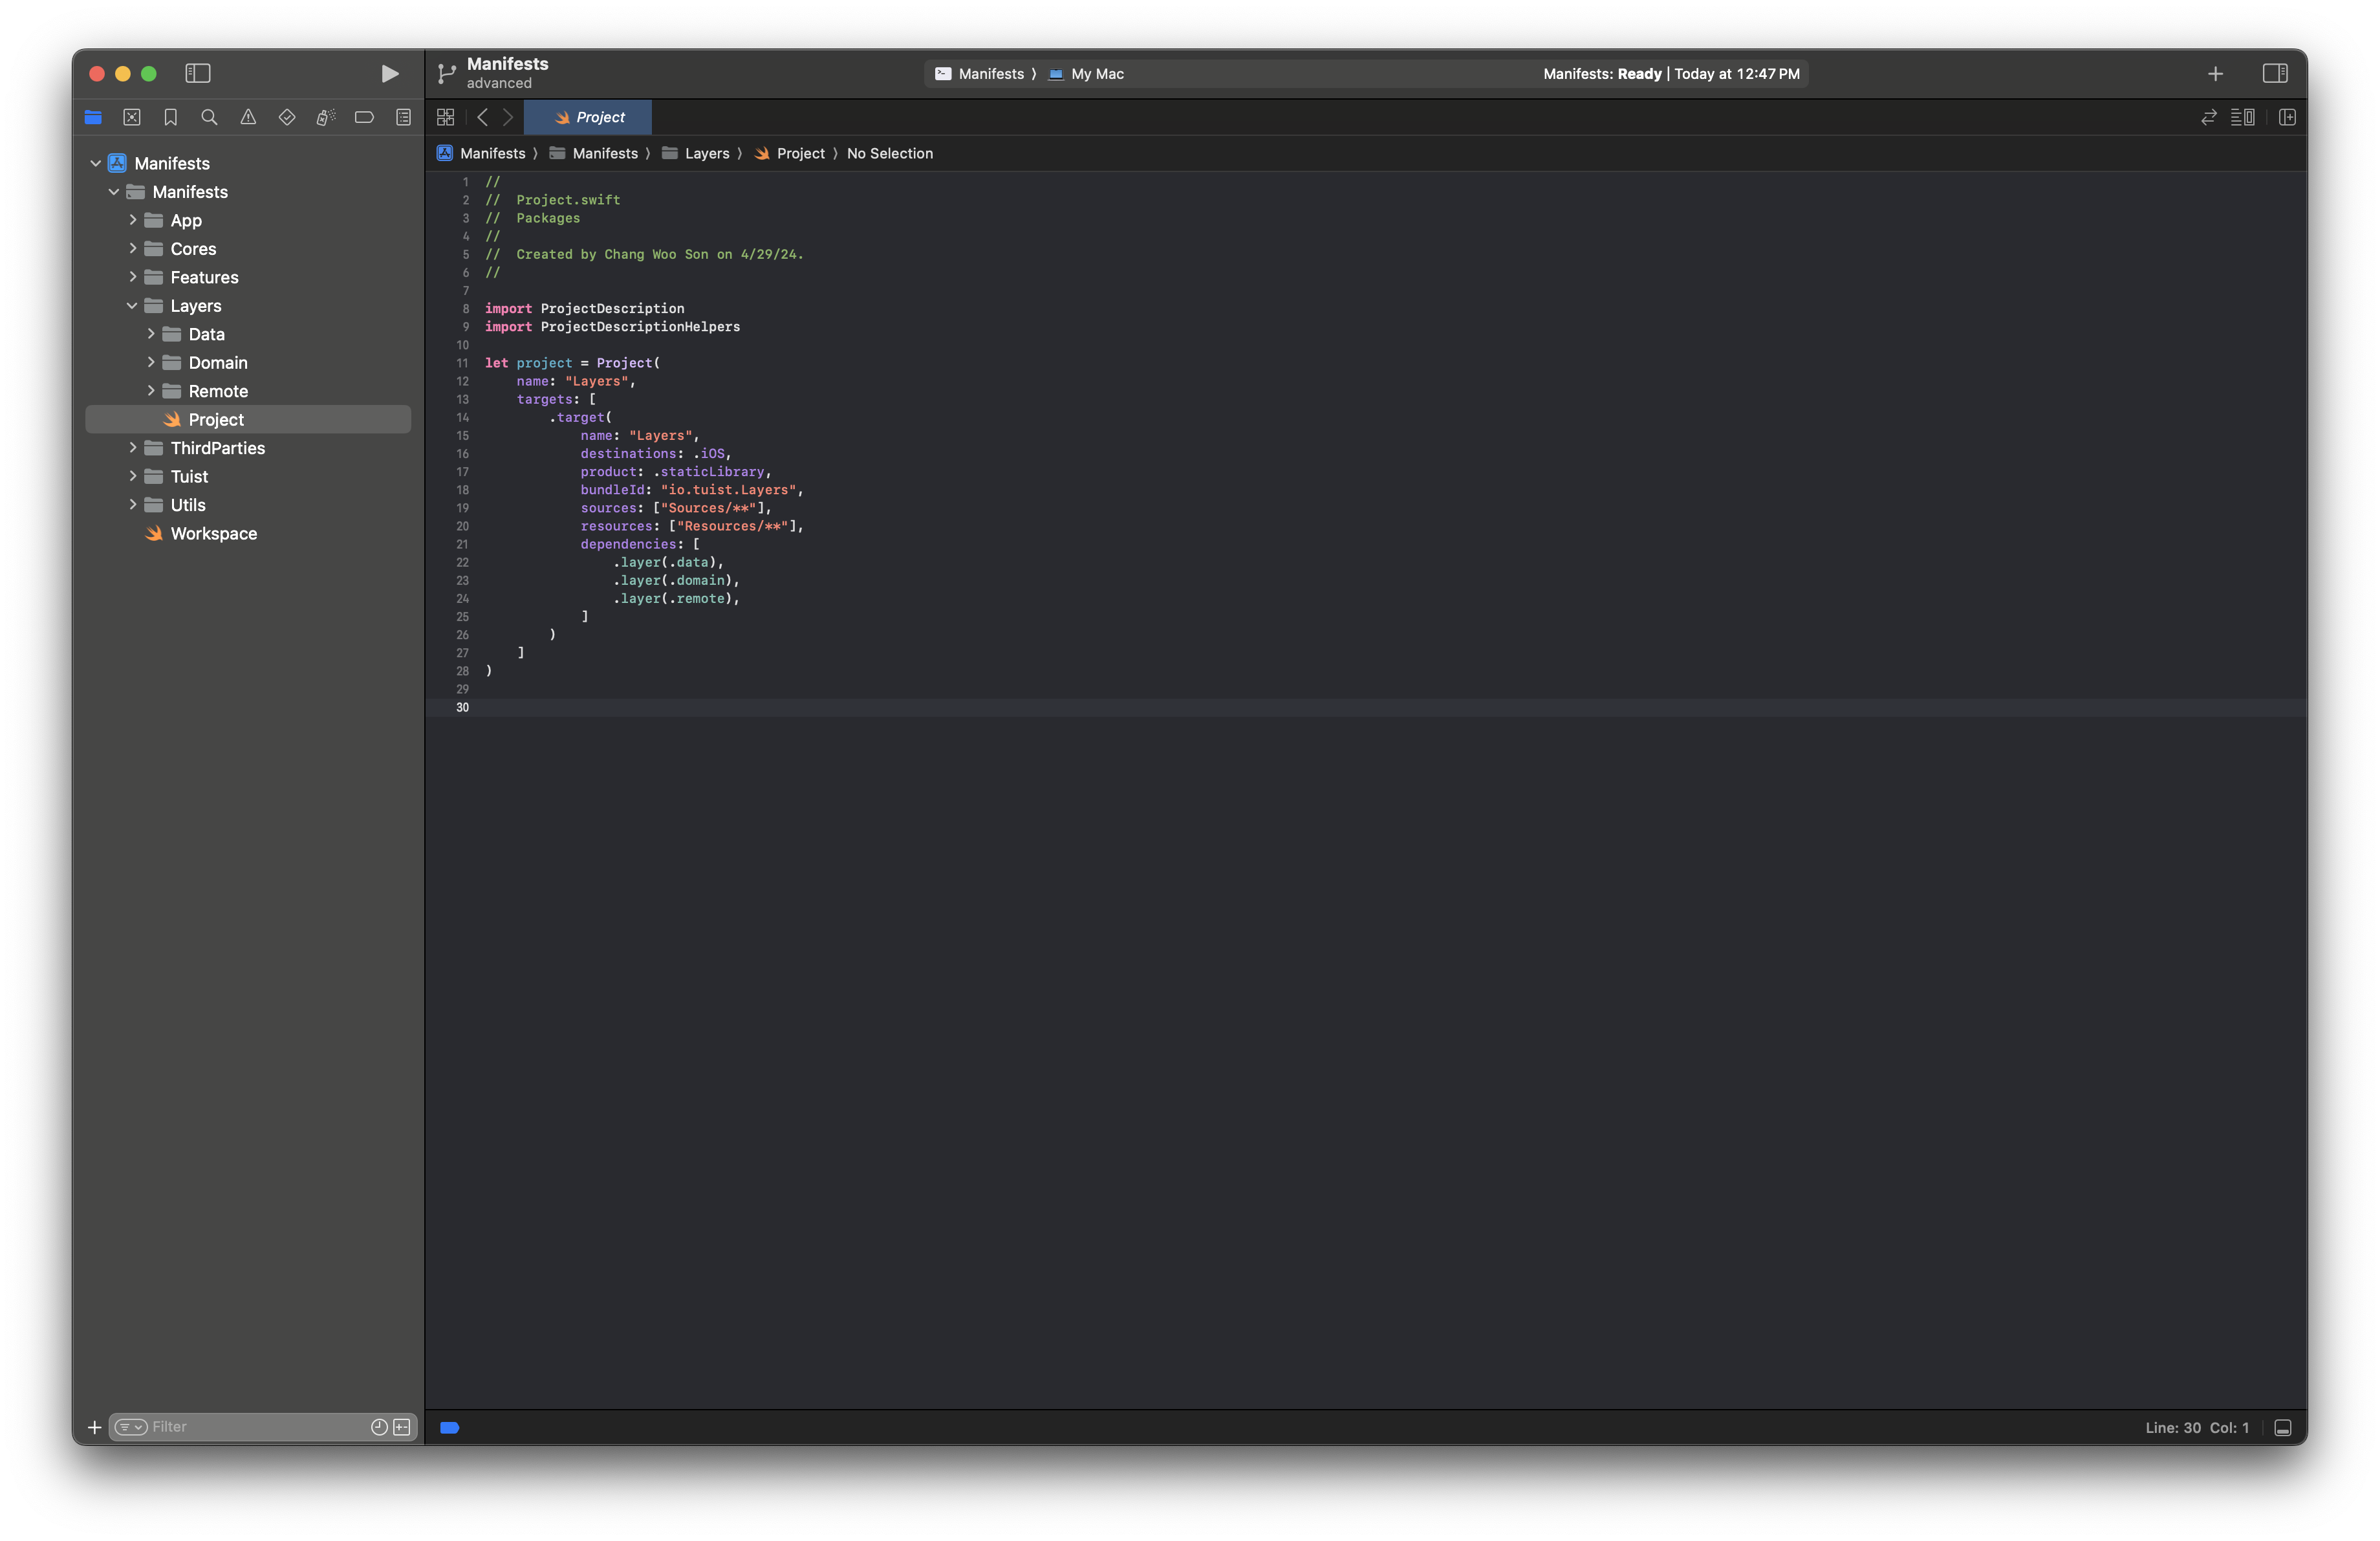 Manifests
advanced
Manifests 〉 My Mac
Manifests: Ready | Today at 12:47 PM
Project
Manifests
Manifests
App
Cores
Features
Layers
Data
Domain
Remote
Project
ThirdParties
Tuist
Utils
Workspace
Filter
Manifests 〉 Manifests 〉 Layers 〉 Project 〉 No Selection
1 //
2 //  Project.swift
3 //  Packages
4 //
5 //  Created by Chang Woo Son on 4/29/24.
6 //
7
8 import ProjectDescription
9 import ProjectDescriptionHelpers
10
11 let project = Project(
12     name: "Layers",
13     targets: [
14         .target(
15             name: "Layers",
16             destinations: .iOS,
17             product: .staticLibrary,
18             bundleId: "io.tuist.Layers",
19             sources: ["Sources/**"],
20             resources: ["Resources/**"],
21             dependencies: [
22                 .layer(.data),
23                 .layer(.domain),
24                 .layer(.remote),
25             ]
26         )
27     ]
28 )
29
30
Line: 30  Col: 1